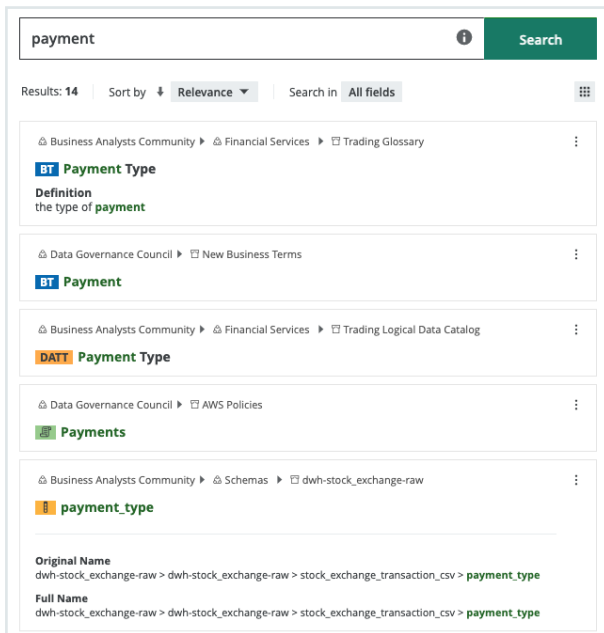 payment
Search
Results: 14 Sort by Relevance Search in All fields
Business Analysts Community Financial Services Trading Glossary
BT Payment Type
Definition
the type of payment
Data Governance Council New Business Terms
BT Payment
Business Analysts Community Financial Services Trading Logical Data Catalog
DATT Payment Type
Data Governance Council AWS Policies
Payments
Business Analysts Community Schemas dwh-stock_exchange-raw
payment_type
Original Name
dwh-stock_exchange-raw > dwh-stock_exchange-raw > stock_exchange_transaction_csv > payment_type
Full Name
dwh-stock_exchange-raw > dwh-stock_exchange-raw > stock_exchange_transaction_csv > payment_type